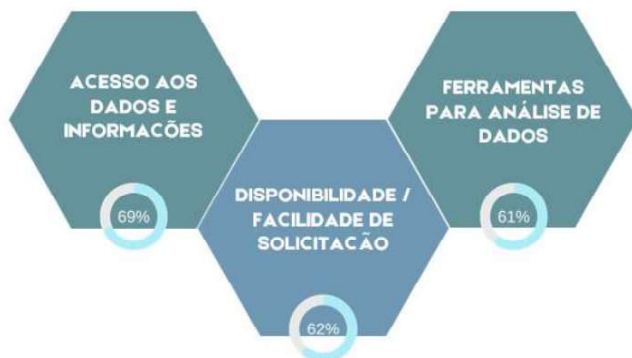 ACESSO AOS
DADOS E
INFORMACÕES
69%
DISPONIBILIDADE /
FACILIDADE DE
SOLICITACÃO
62%
FERRAMENTAS
PARA ANÁLISE DE
DADOS
61%